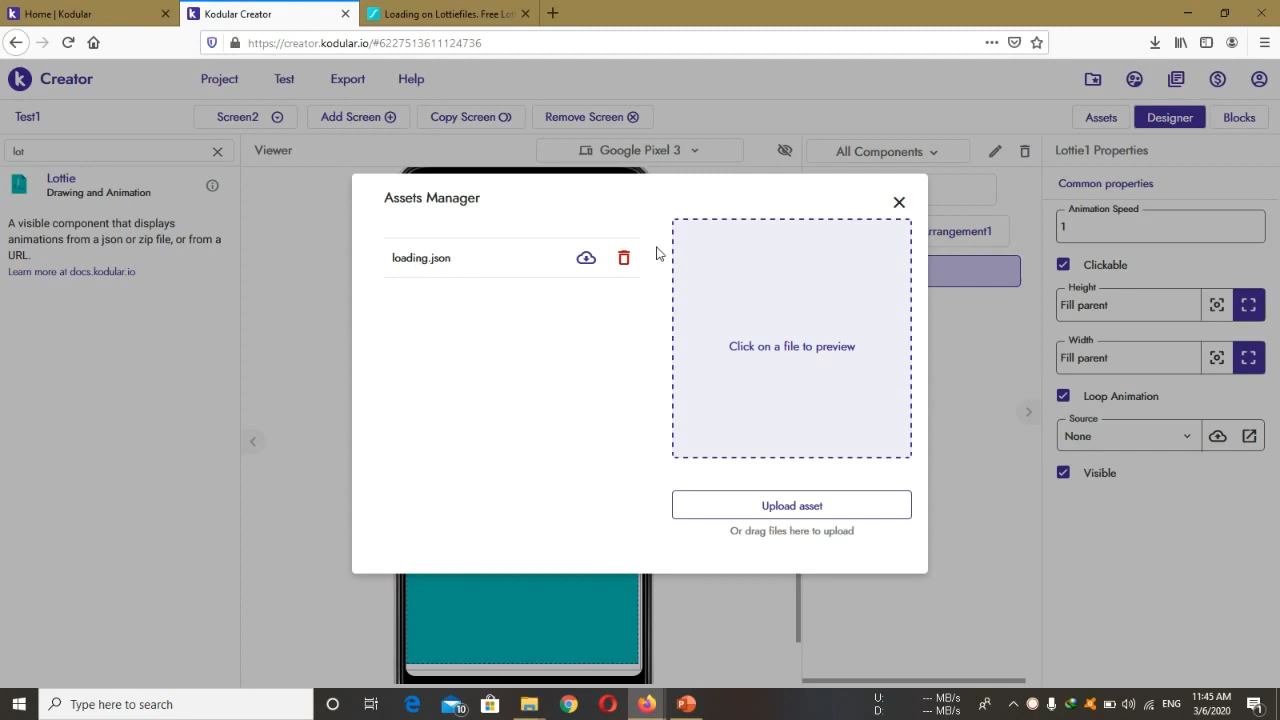 Home | Kodular
Kodular Creator
Loading on Lottiefiles. Free Lot
https://creator.kodular.io/#6227513611124736
Creator
Project
Test
Export
Help
Test1
Screen2
Add Screen
Copy Screen
Remove Screen
Assets
Designer
Blocks
lot
Viewer
Google Pixel 3
All Components
Lottie1 Properties
Lottie
Drawing and Animation
A visible component that displays
animations from a json or zip file, or from a
URL.
Learn more at docs.kodular.io
Assets Manager
loading.json
Click on a file to preview
Upload asset
Or drag files here to upload
rrangement1
Common properties
Animation Speed
1
Clickable
Height
Fill parent
Width
Fill parent
Loop Animation
Source
None
Visible
Type here to search
10
U: --- MB/s
D: --- MB/s
ENG
11:45 AM
3/6/2020